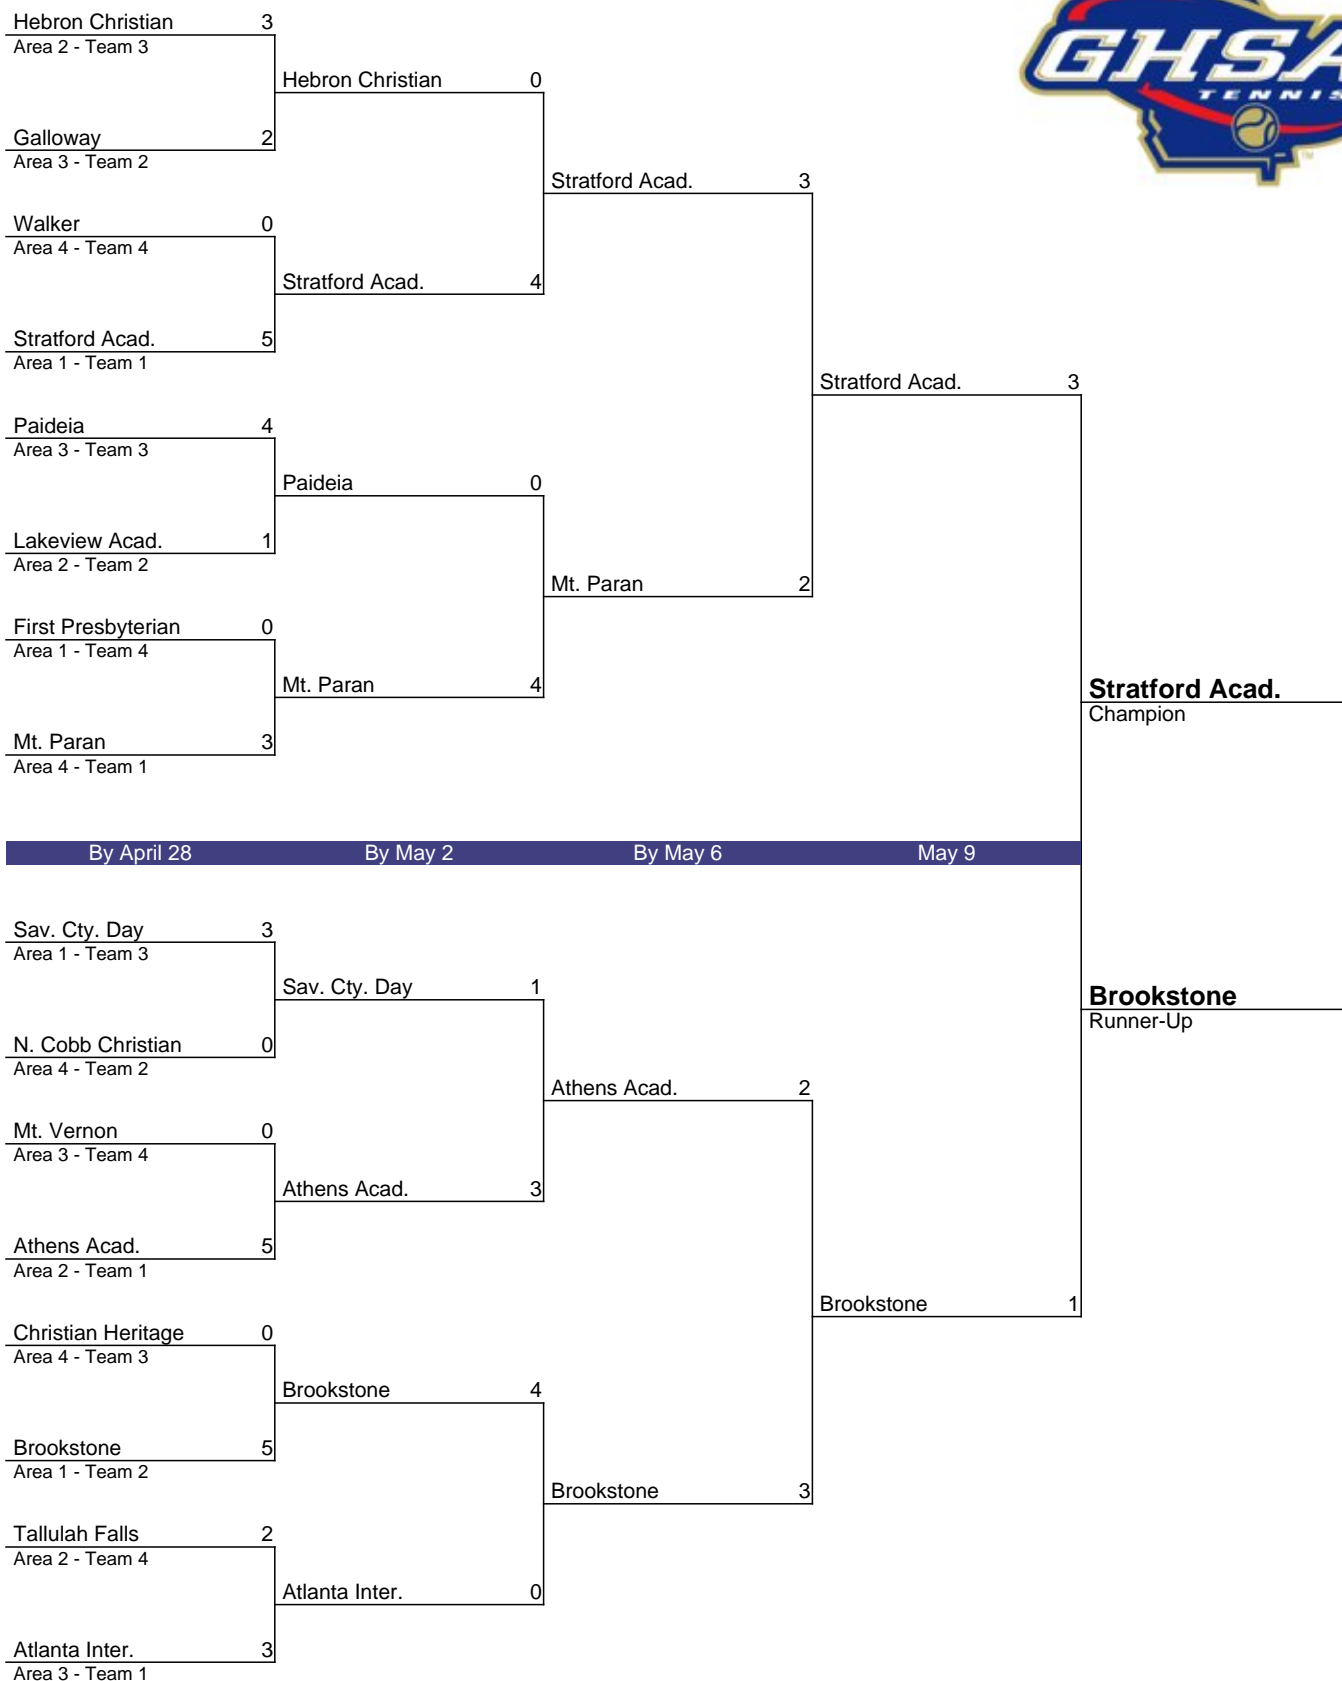 Hebron Christian 3
Area 2 - Team 3
Hebron Christian 0
Galloway 2
Area 3 - Team 2
Stratford Acad. 3
Walker 0
Area 4 - Team 4
Stratford Acad. 4
Stratford Acad. 5
Area 1 - Team 1
Stratford Acad. 3
Paideia 4
Area 3 - Team 3
Paideia 0
Lakeview Acad. 1
Area 2 - Team 2
Mt. Paran 2
First Presbyterian 0
Area 1 - Team 4
Mt. Paran 4
Stratford Acad.
Champion
Mt. Paran 3
Area 4 - Team 1
By April 28 By May 2 By May 6 May 9
Sav. Cty. Day 3
Area 1 - Team 3
Sav. Cty. Day 1
Brookstone
Runner-Up
N. Cobb Christian 0
Area 4 - Team 2
Athens Acad. 2
Mt. Vernon 0
Area 3 - Team 4
Athens Acad. 3
Athens Acad. 5
Area 2 - Team 1
Brookstone 1
Christian Heritage 0
Area 4 - Team 3
Brookstone 4
Brookstone 5
Area 1 - Team 2
Brookstone 3
Tallulah Falls 2
Area 2 - Team 4
Atlanta Inter. 0
Atlanta Inter. 3
Area 3 - Team 1
GHSA
TENNIS
TM